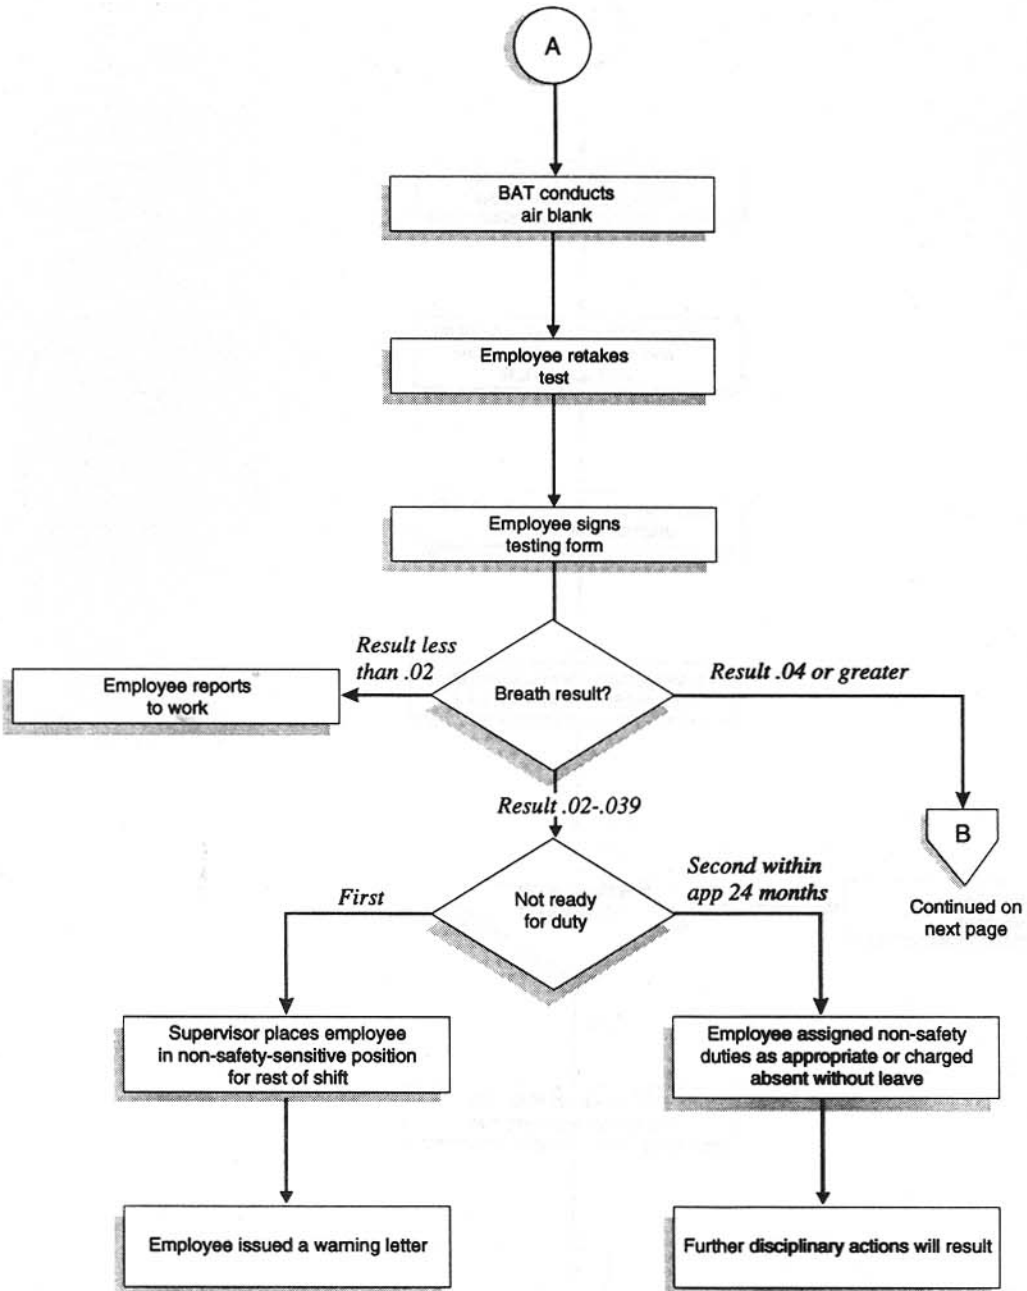 A
BAT conducts
air blank
Employee retakes
test
Employee signs
testing form
Result less
than .02
Employee reports
to work
Breath result?
Result .04 or greater
Result .02-.039
B
Continued on
next page
First
Not ready
for duty
Second within
app 24 months
Supervisor places employee
in non-safety-sensitive position
for rest of shift
Employee assigned non-safety
duties as appropriate or charged
absent without leave
Employee issued a warning letter
Further disciplinary actions will result